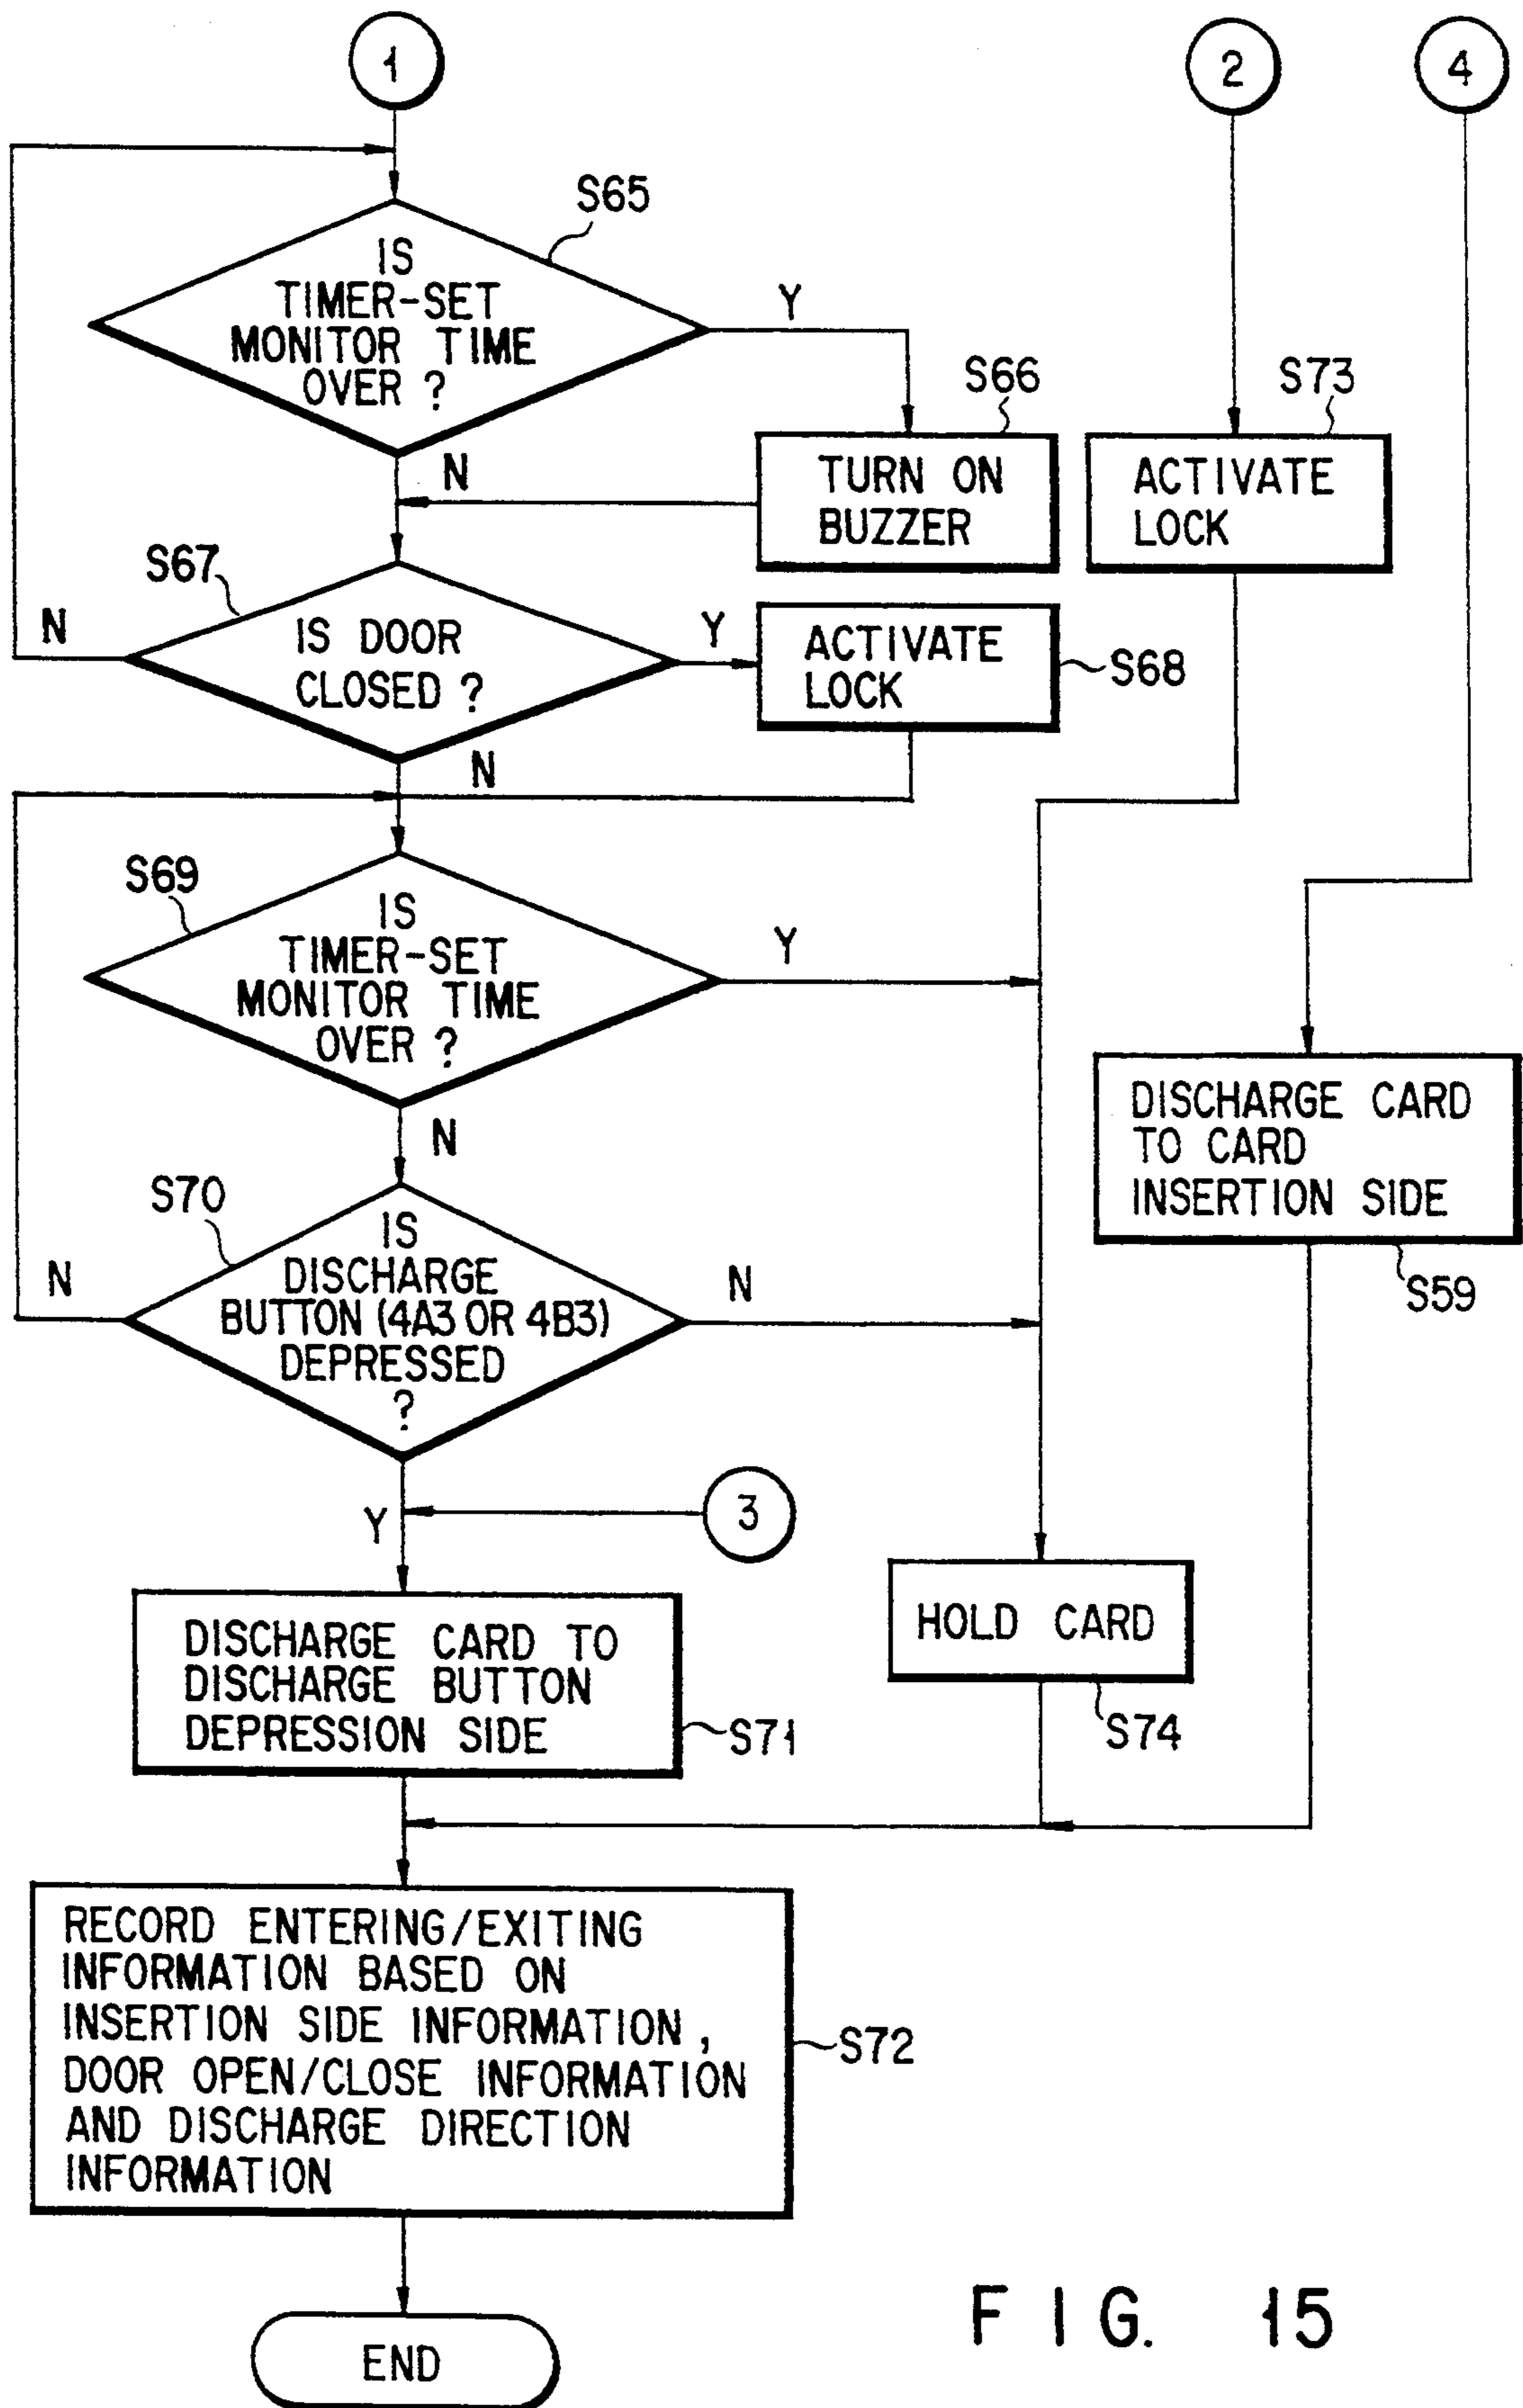 1
2
4
S65
IS
TIMER-SET
MONITOR TIME
OVER ?
Y
S66
S73
N
TURN ON
BUZZER
ACTIVATE
LOCK
S67
N
IS DOOR
CLOSED ?
Y
ACTIVATE
LOCK
S68
N
S69
IS
TIMER-SET
MONITOR TIME
OVER ?
Y
N
DISCHARGE CARD
TO CARD
INSERTION SIDE
S59
S70
N
IS
DISCHARGE
BUTTON (4A3 OR 4B3)
DEPRESSED
?
N
Y
3
DISCHARGE CARD TO
DISCHARGE BUTTON
DEPRESSION SIDE
S71
HOLD CARD
S74
RECORD ENTERING/EXITING
INFORMATION BASED ON
INSERTION SIDE INFORMATION,
DOOR OPEN/CLOSE INFORMATION
AND DISCHARGE DIRECTION
INFORMATION
S72
END
FIG. 15